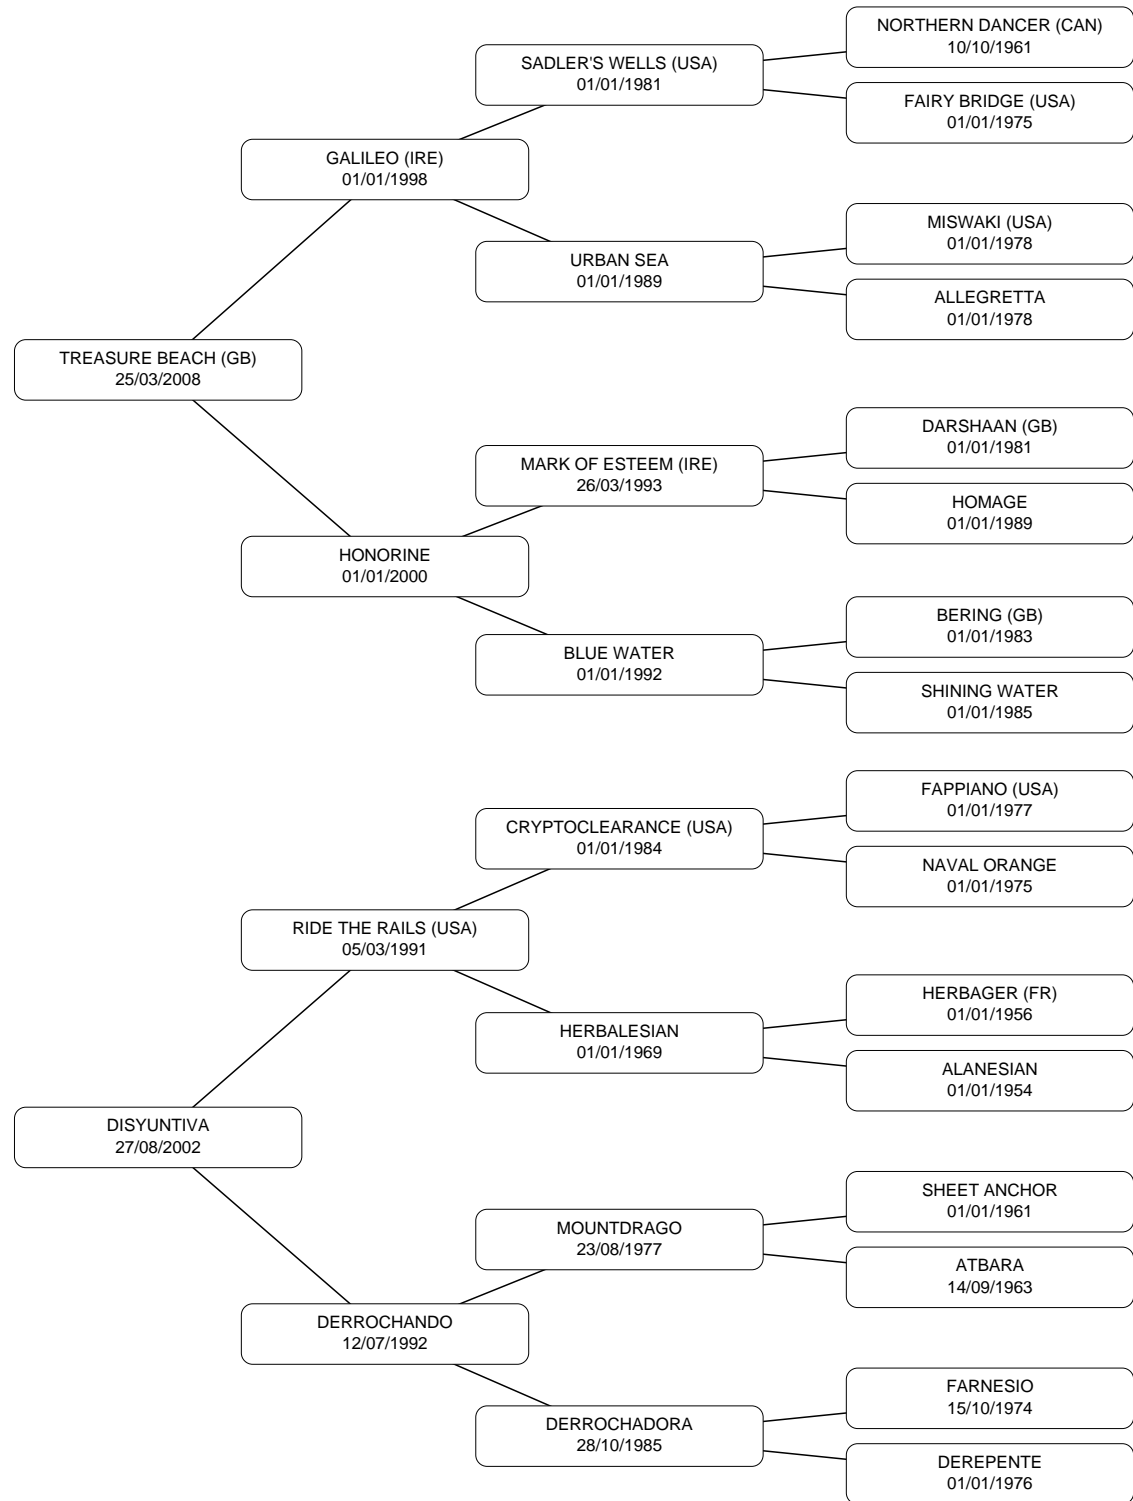 NORTHERN DANCER (CAN)
10/10/1961
SADLER'S WELLS (USA)
01/01/1981
FAIRY BRIDGE (USA)
01/01/1975
GALILEO (IRE)
01/01/1998
MISWAKI (USA)
01/01/1978
URBAN SEA
01/01/1989
ALLEGRETTA
01/01/1978
TREASURE BEACH (GB)
25/03/2008
DARSHAAN (GB)
01/01/1981
MARK OF ESTEEM (IRE)
26/03/1993
HOMAGE
01/01/1989
HONORINE
01/01/2000
BERING (GB)
01/01/1983
BLUE WATER
01/01/1992
SHINING WATER
01/01/1985
FAPPIANO (USA)
01/01/1977
CRYPTOCLEARANCE (USA)
01/01/1984
NAVAL ORANGE
01/01/1975
RIDE THE RAILS (USA)
05/03/1991
HERBAGER (FR)
01/01/1956
HERBALESIAN
01/01/1969
ALANESIAN
01/01/1954
DISYUNTIVA
27/08/2002
SHEET ANCHOR
01/01/1961
MOUNTDRAGO
23/08/1977
ATBARA
14/09/1963
DERROCHANDO
12/07/1992
FARNESIO
15/10/1974
DERROCHADORA
28/10/1985
DEREPENTE
01/01/1976